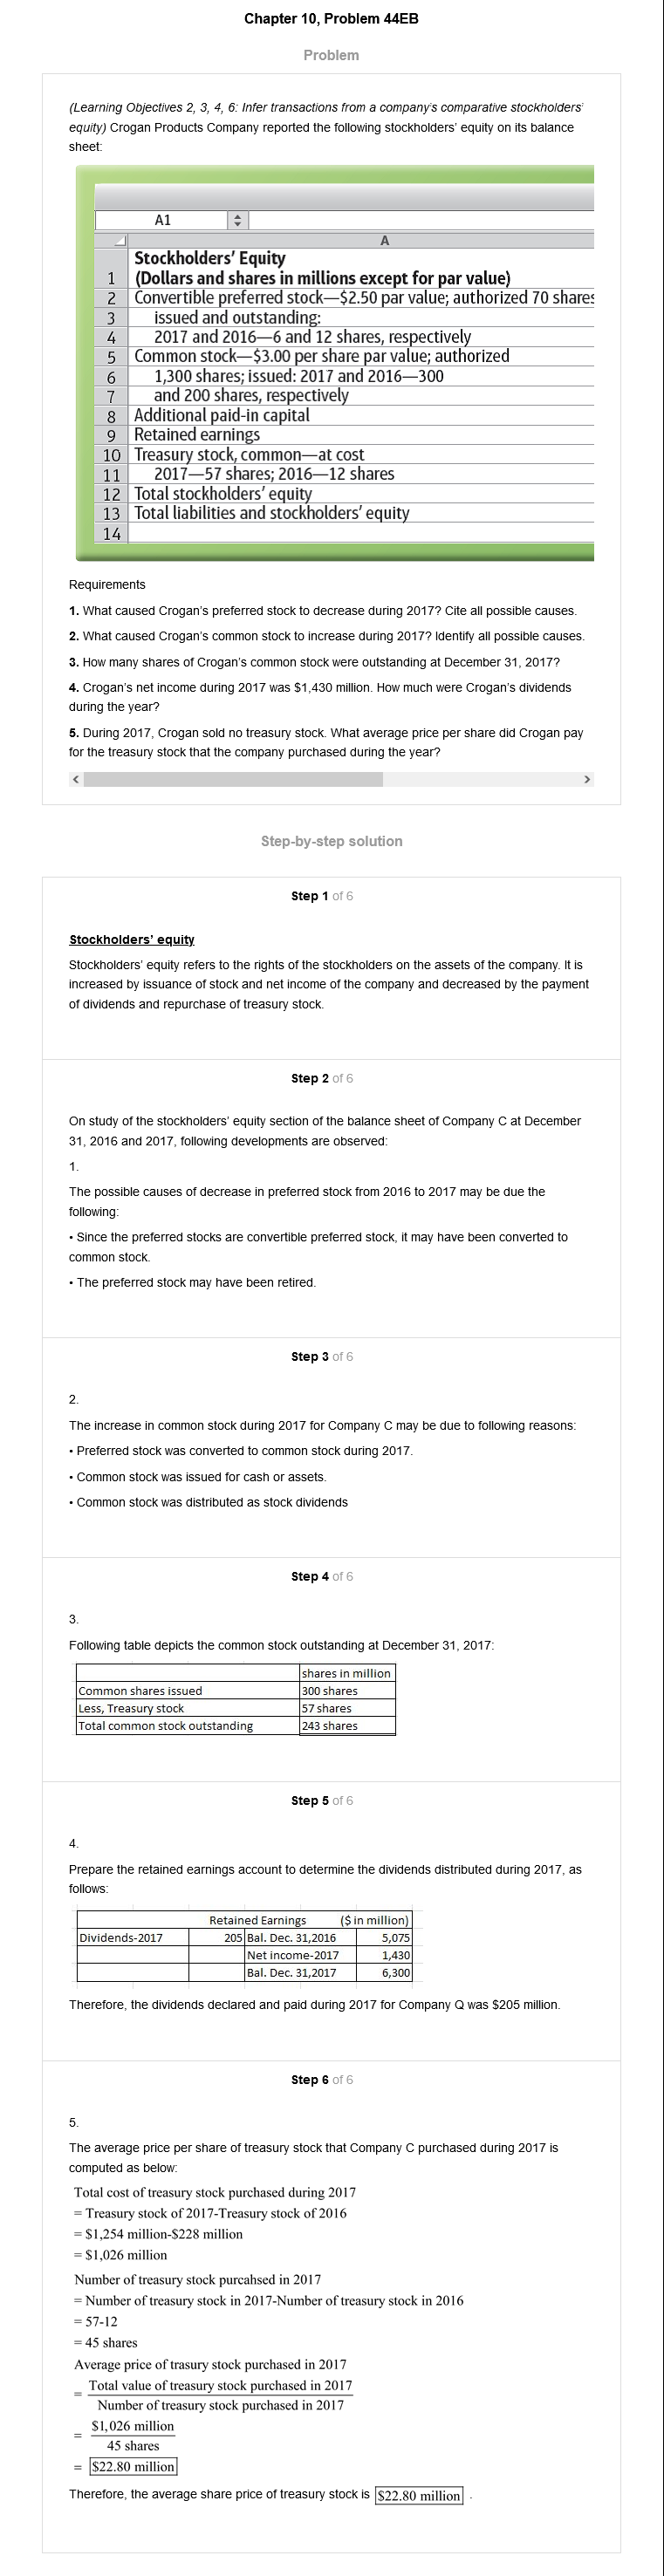 Chapter 10, Problem 44EB
Problem
(Learning Objectives 2, 3, 4, 6: Infer transactions from a company's comparative stockholders'
equity) Crogan Products Company reported the following stockholders' equity on its balance
sheet:
A1
A
Stockholders' Equity
1 (Dollars and shares in millions except for par value)
2 Convertible preferred stock—$2.50 par value; authorized 70 shares
3 issued and outstanding:
4 2017 and 2016—6 and 12 shares, respectively
5 Common stock—$3.00 per share par value; authorized
6 1,300 shares; issued: 2017 and 2016—300
7 and 200 shares, respectively
8 Additional paid-in capital
9 Retained earnings
10 Treasury stock, common—at cost
11 2017—57 shares; 2016—12 shares
12 Total stockholders' equity
13 Total liabilities and stockholders' equity
14
Requirements
1. What caused Crogan's preferred stock to decrease during 2017? Cite all possible causes.
2. What caused Crogan's common stock to increase during 2017? Identify all possible causes.
3. How many shares of Crogan's common stock were outstanding at December 31, 2017?
4. Crogan's net income during 2017 was $1,430 million. How much were Crogan's dividends
during the year?
5. During 2017, Crogan sold no treasury stock. What average price per share did Crogan pay
for the treasury stock that the company purchased during the year?
Step-by-step solution
Step 1 of 6
Stockholders' equity
Stockholders' equity refers to the rights of the stockholders on the assets of the company. It is
increased by issuance of stock and net income of the company and decreased by the payment
of dividends and repurchase of treasury stock.
Step 2 of 6
On study of the stockholders' equity section of the balance sheet of Company C at December
31, 2016 and 2017, following developments are observed:
1.
The possible causes of decrease in preferred stock from 2016 to 2017 may be due the
following:
• Since the preferred stocks are convertible preferred stock, it may have been converted to
common stock.
• The preferred stock may have been retired.
Step 3 of 6
2.
The increase in common stock during 2017 for Company C may be due to following reasons:
• Preferred stock was converted to common stock during 2017.
• Common stock was issued for cash or assets.
• Common stock was distributed as stock dividends
Step 4 of 6
3.
Following table depicts the common stock outstanding at December 31, 2017:
shares in million
Common shares issued 300 shares
Less, Treasury stock 57 shares
Total common stock outstanding 243 shares
Step 5 of 6
4.
Prepare the retained earnings account to determine the dividends distributed during 2017, as
follows:
Retained Earnings ($ in million)
Dividends-2017 205 Bal. Dec. 31,2016 5,075
Net income-2017 1,430
Bal. Dec. 31,2017 6,300
Therefore, the dividends declared and paid during 2017 for Company Q was $205 million.
Step 6 of 6
5.
The average price per share of treasury stock that Company C purchased during 2017 is
computed as below:
Total cost of treasury stock purchased during 2017
= Treasury stock of 2017-Treasury stock of 2016
= $1,254 million-$228 million
= $1,026 million
Number of treasury stock purcahsed in 2017
= Number of treasury stock in 2017-Number of treasury stock in 2016
= 57-12
= 45 shares
Average price of trasury stock purchased in 2017
= Total value of treasury stock purchased in 2017
Number of treasury stock purchased in 2017
= $1,026 million
45 shares
= $22.80 million
Therefore, the average share price of treasury stock is $22.80 million .